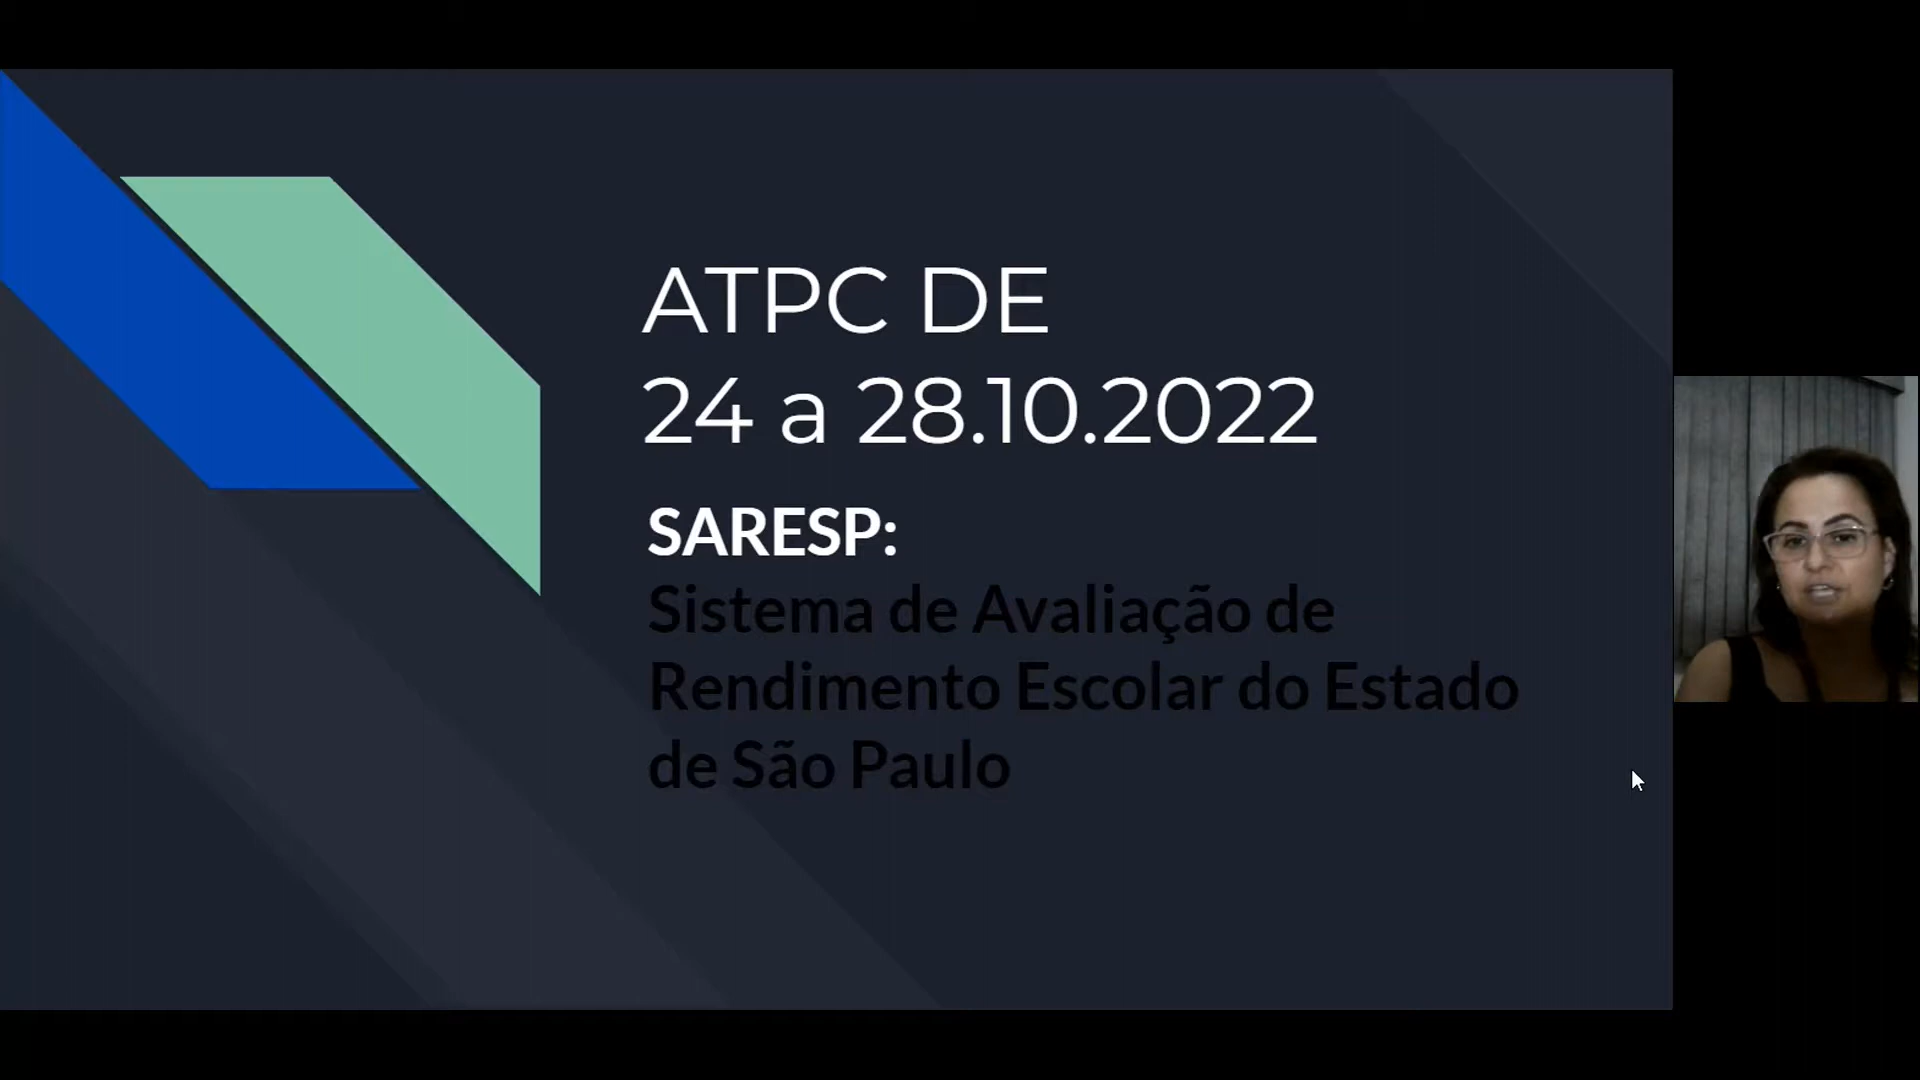 ATPC DE
24 a 28.10.2022
SARESP:
Sistema de Avaliação de
Rendimento Escolar do Estado
de São Paulo